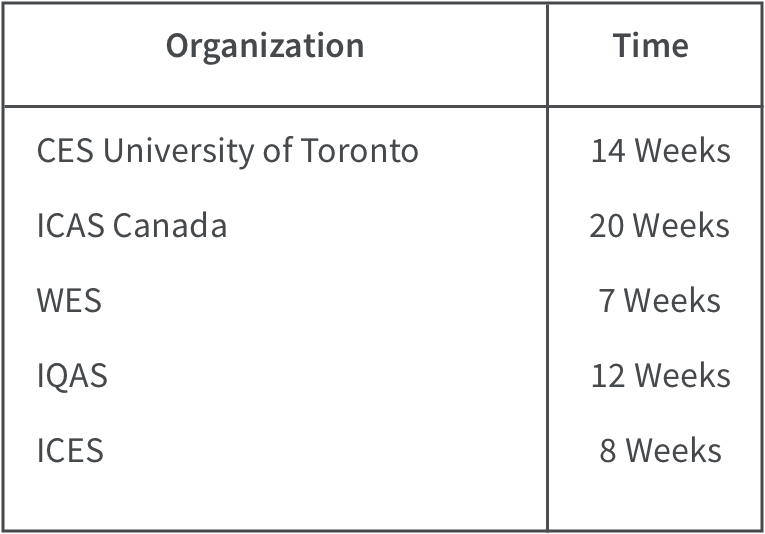 Organization Time
CES University of Toronto 14 Weeks
ICAS Canada 20 Weeks
WES 7 Weeks
IQAS 12 Weeks
ICES 8 Weeks